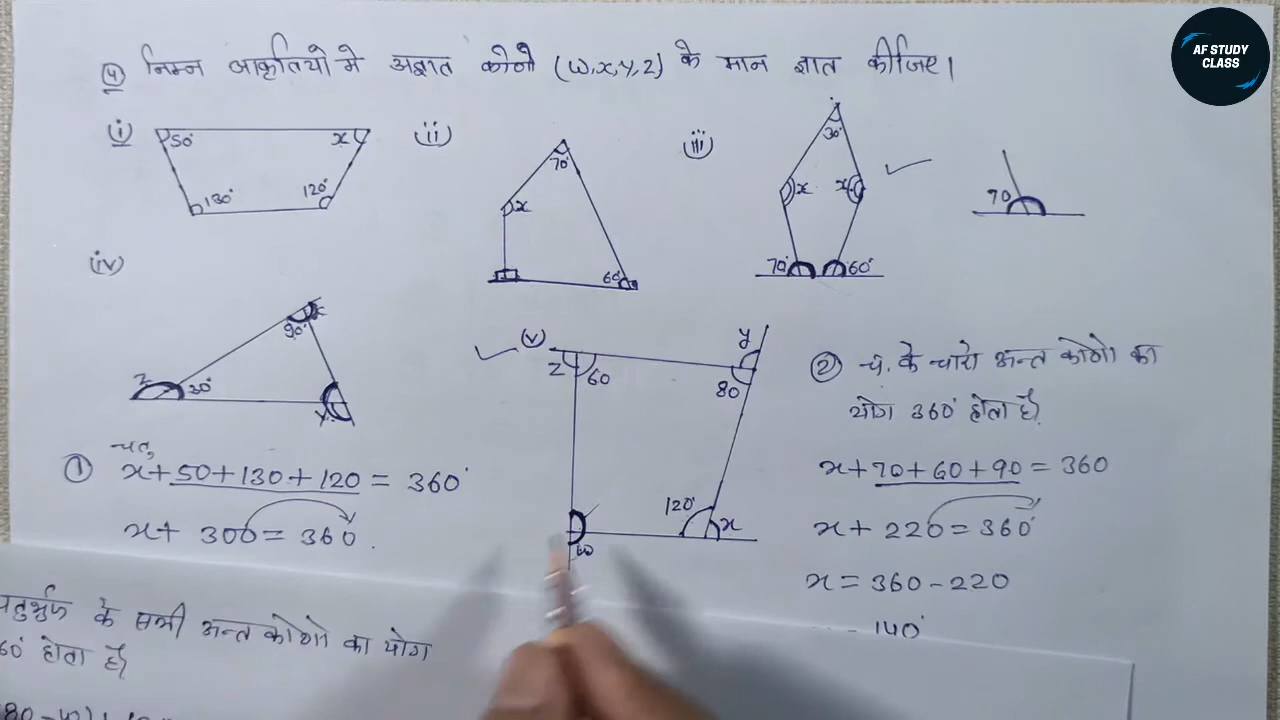 AF STUDY
CLASS
④ निम्न आकृतियो मे अज्ञात कोणो (W,x,y,z) के मान ज्ञात कीजिए।
(i) 50° x 130° 120°
(ii) 70° x 60°
(iii) 30° x x 70° 60°
70
(iv) 90° x z 30° y
(v) z 60 y 80 120° x w
① चतु,
x+50+130+120 = 360°
x+ 300 = 360°.
② च. के चारो अन्त कोणो का
योग 360° होता है
x+70+60+90 = 360
x+ 220 = 360°
x = 360-220
140°
चतुर्भुज के सभी अन्त कोणो का योग
60° होता है